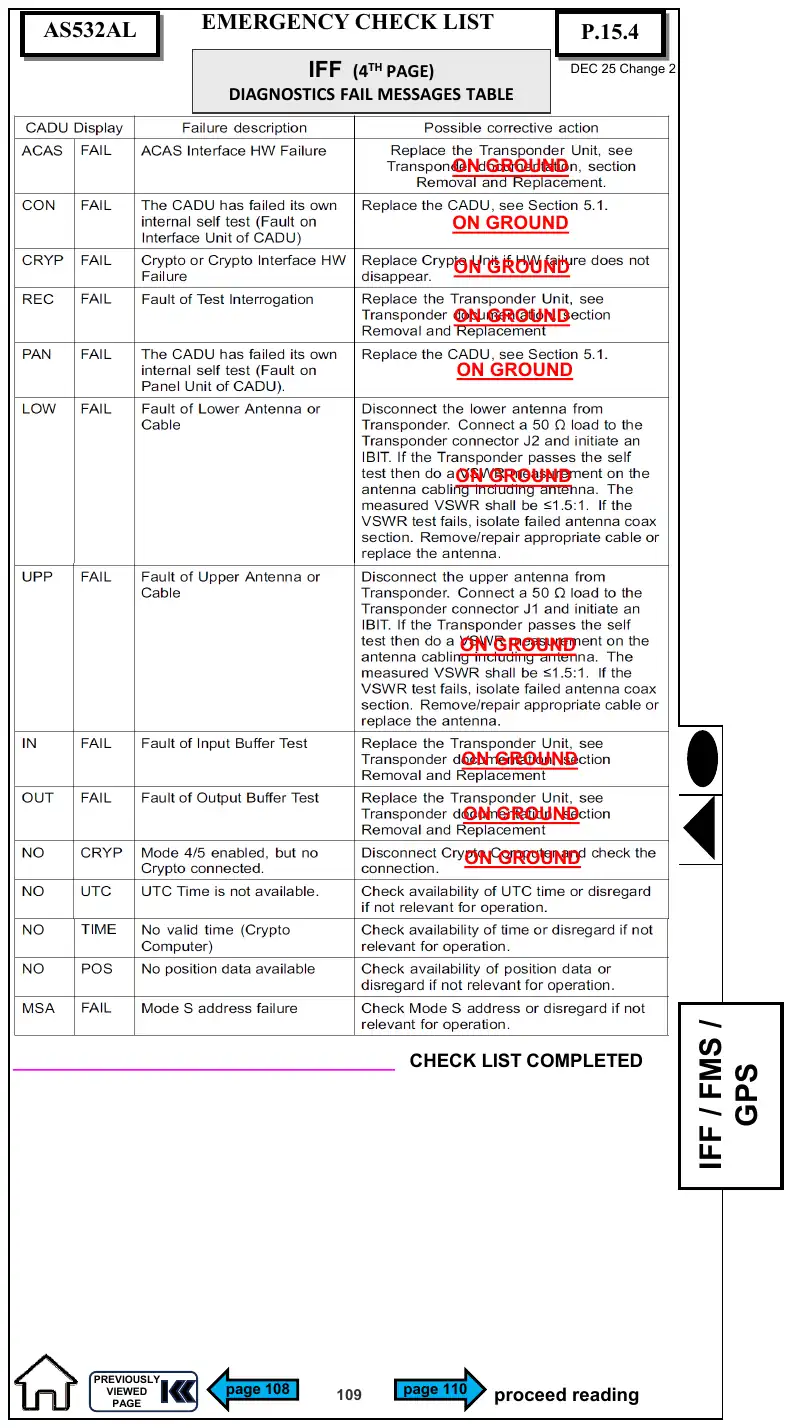 AS532AL
EMERGENCY CHECK LIST
P.15.4
IFF (4TH PAGE)
DIAGNOSTICS FAIL MESSAGES TABLE
DEC 25 Change 2
CADU Display Failure description Possible corrective action
ACAS FAIL ACAS Interface HW Failure Replace the Transponder Unit, see
Transponder documentation, section
ON GROUND
Removal and Replacement.
CON FAIL The CADU has failed its own Replace the CADU, see Section 5.1.
internal self test (Fault on
ON GROUND
Interface Unit of CADU)
CRYP FAIL Crypto or Crypto Interface HW Replace Crypto Unit if HW failure does not
ON GROUND
Failure disappear.
REC FAIL Fault of Test Interrogation Replace the Transponder Unit, see
Transponder documentation, section
ON GROUND
Removal and Replacement
PAN FAIL The CADU has failed its own Replace the CADU, see Section 5.1.
internal self test (Fault on
ON GROUND
Panel Unit of CADU).
LOW FAIL Fault of Lower Antenna or Disconnect the lower antenna from
Cable Transponder. Connect a 50 Ω load to the
Transponder connector J2 and initiate an
IBIT. If the Transponder passes the self
test then do a VSWR measurement on the
ON GROUND
antenna cabling including antenna. The
measured VSWR shall be ≤1.5:1. If the
VSWR test fails, isolate failed antenna coax
section. Remove/repair appropriate cable or
replace the antenna.
UPP FAIL Fault of Upper Antenna or Disconnect the upper antenna from
Cable Transponder. Connect a 50 Ω load to the
Transponder connector J1 and initiate an
IBIT. If the Transponder passes the self
test then do a VSWR measurement on the
ON GROUND
antenna cabling including antenna. The
measured VSWR shall be ≤1.5:1. If the
VSWR test fails, isolate failed antenna coax
section. Remove/repair appropriate cable or
replace the antenna.
IN FAIL Fault of Input Buffer Test Replace the Transponder Unit, see
Transponder documentation, section
ON GROUND
Removal and Replacement
OUT FAIL Fault of Output Buffer Test Replace the Transponder Unit, see
Transponder documentation, section
ON GROUND
Removal and Replacement
NO CRYP Mode 4/5 enabled, but no Disconnect Crypto Computer and check the
ON GROUND
Crypto connected. connection.
NO UTC UTC Time is not available. Check availability of UTC time or disregard
if not relevant for operation.
NO TIME No valid time (Crypto Check availability of time or disregard if not
Computer) relevant for operation.
NO POS No position data available Check availability of position data or
disregard if not relevant for operation.
MSA FAIL Mode S address failure Check Mode S address or disregard if not
relevant for operation.
CHECK LIST COMPLETED
IFF / FMS /
GPS
PREVIOUSLY
VIEWED
PAGE
page 108
109
page 110
proceed reading